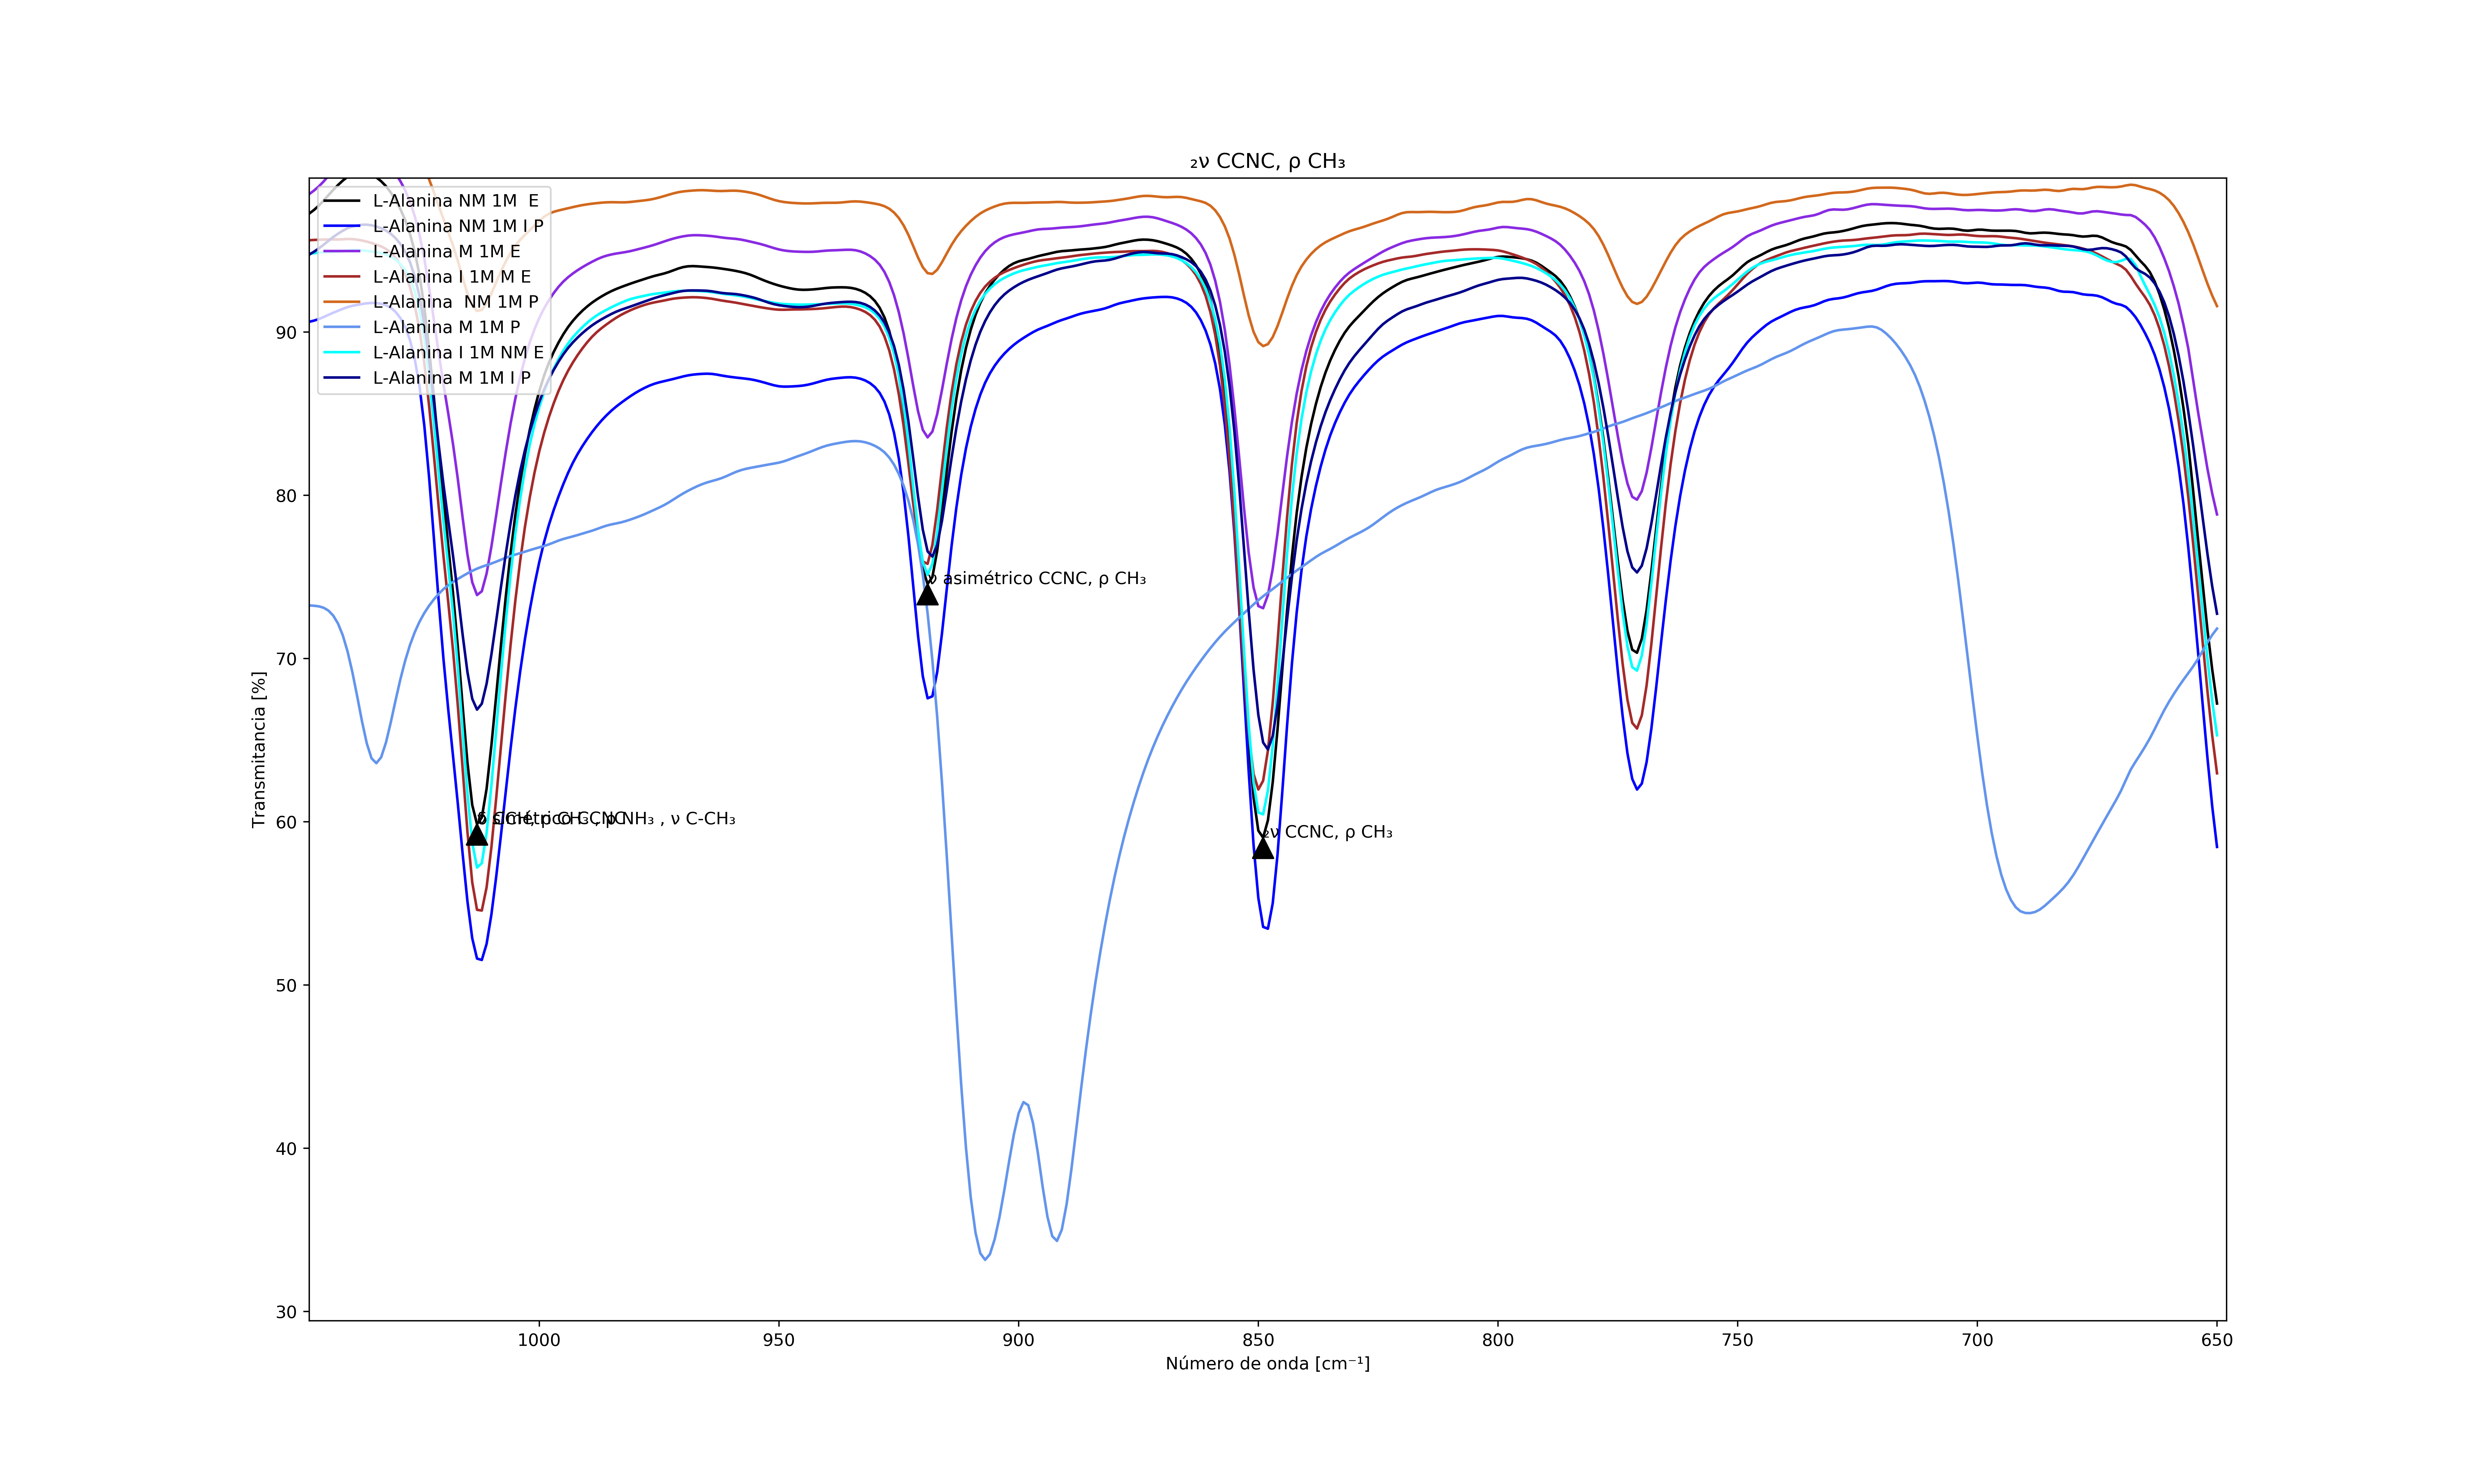 ₂ν CCNC, ρ CH₃
L-Alanina NM 1M  E
L-Alanina NM 1M I P
L-Alanina M 1M E
L-Alanina I 1M M E
L-Alanina  NM 1M P
L-Alanina M 1M P
L-Alanina I 1M NM E
L-Alanina M 1M I P
90
80
70
60
50
40
30
Transmitancia [%]
ν asimétrico CCNC, ρ CH₃
NH₃ , ν C-CH₃
₂ν CCNC, ρ CH₃
1000
950
900
850
800
750
700
650
Número de onda [cm⁻¹]